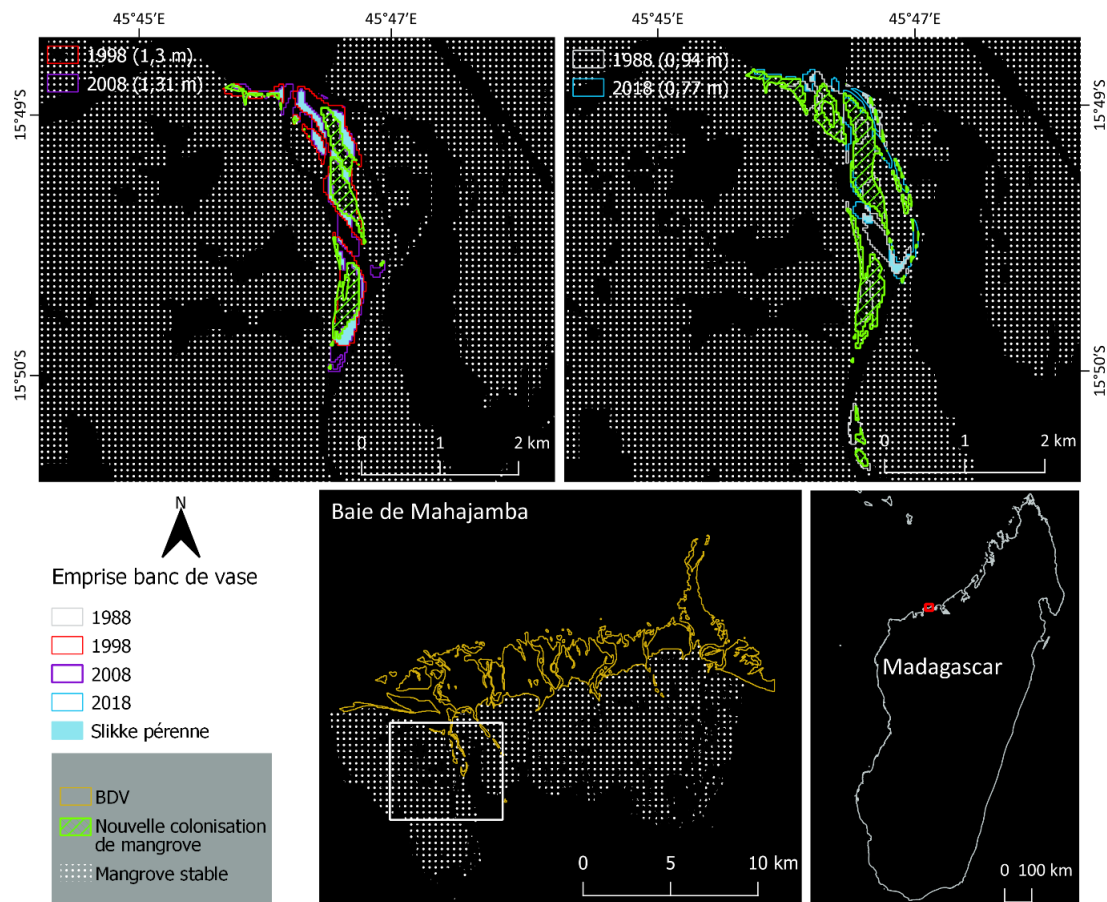 45°45'E
45°47'E
45°45'E
45°47'E
1998 (1,3 m)
2008 (1,31 m)
1988 (0,94 m)
2018 (0,77 m)
15°49'S
15°49'S
15°50'S
15°50'S
0 1 2 km
0 1 2 km
N
Emprise banc de vase
1988
1998
2008
2018
Slikke pérenne
BDV
Nouvelle colonisation
de mangrove
Mangrove stable
Baie de Mahajamba
0 5 10 km
Madagascar
0 100 km